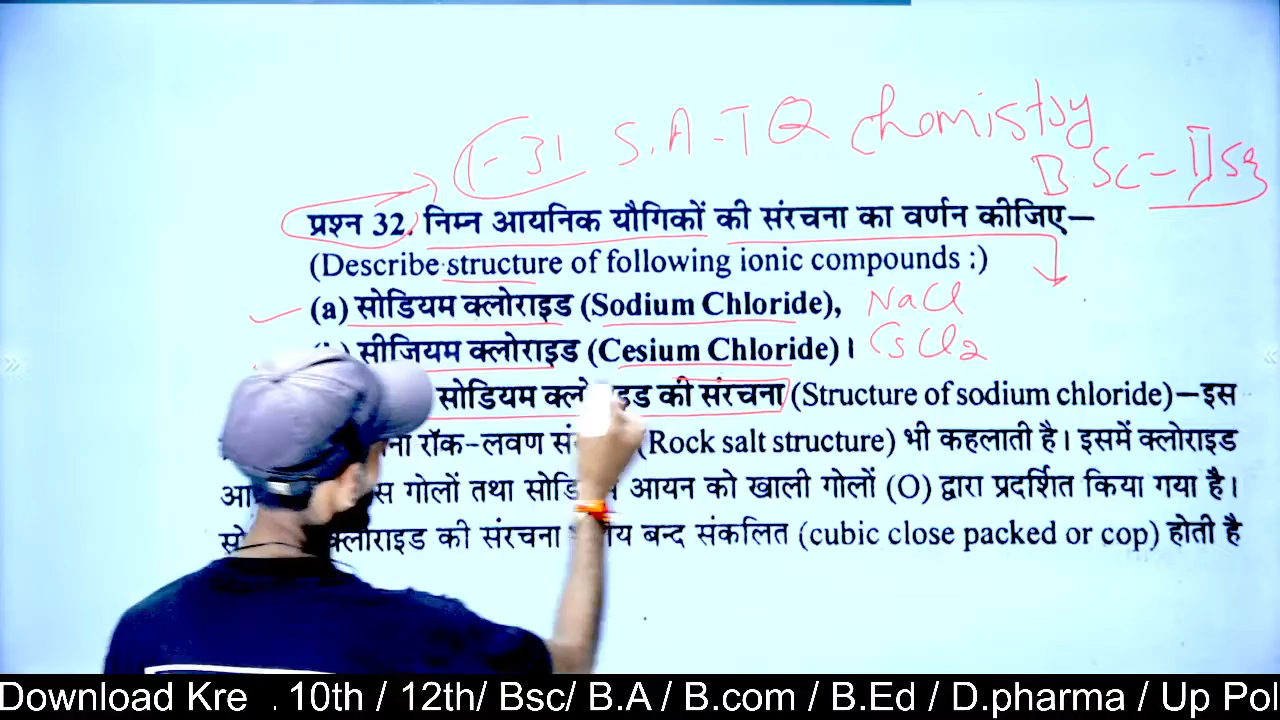 1-31 S.A-I Q chemistry
B.Sc = II Sem
प्रश्न 32. निम्न आयनिक यौगिकों की संरचना का वर्णन कीजिए—
(Describe structure of following ionic compounds :)
(a) सोडियम क्लोराइड (Sodium Chloride), NaCl
सीजियम क्लोराइड (Cesium Chloride)। CsCl2
सोडियम की संरचना (Structure of sodium chloride)—इस
रॉक-लवण (Rock salt structure) भी कहलाती है। इसमें क्लोराइड
गोलों तथा आयन को खाली गोलों (O) द्वारा प्रदर्शित किया गया है।
की संरचना बन्द संकलित (cubic close packed or cop) होती है
Download Kre . 10th / 12th/ Bsc/ B.A / B.com / B.Ed / D.pharma / Up Pol